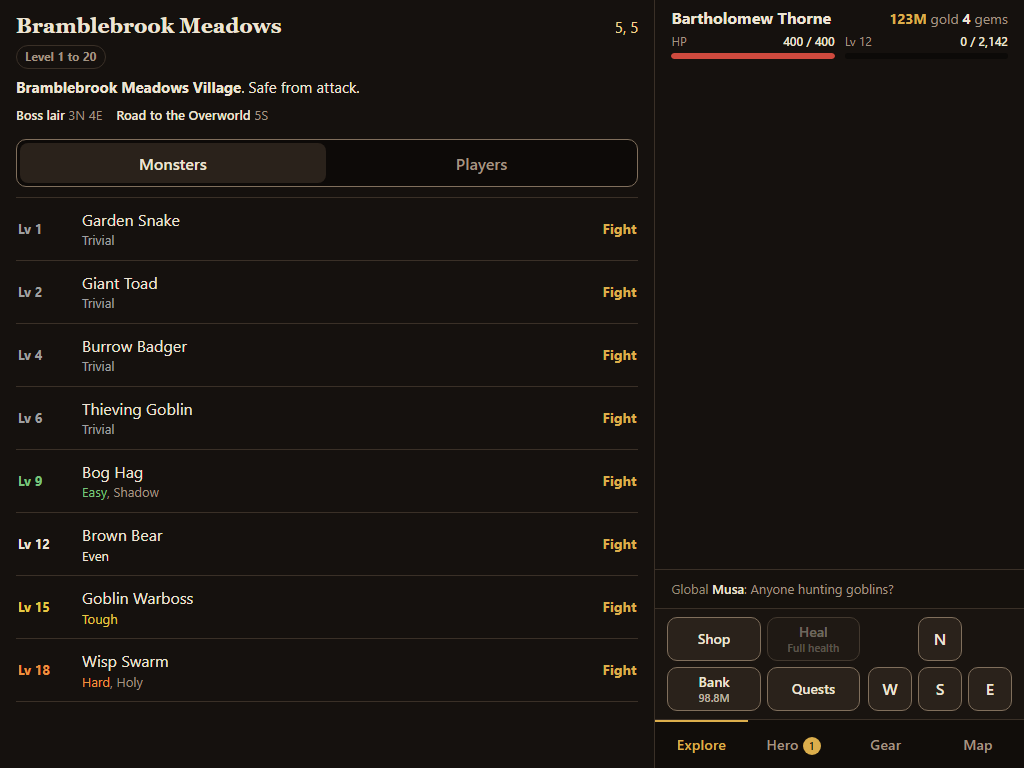 Bramblebrook Meadows
5, 5
Level 1 to 20
Bramblebrook Meadows Village. Safe from attack.
Boss lair 3N 4E Road to the Overworld 5S
Monsters
Players
Lv 1
Garden Snake
Trivial
Fight
Lv 2
Giant Toad
Trivial
Fight
Lv 4
Burrow Badger
Trivial
Fight
Lv 6
Thieving Goblin
Trivial
Fight
Lv 9
Bog Hag
Easy, Shadow
Fight
Lv 12
Brown Bear
Even
Fight
Lv 15
Goblin Warboss
Tough
Fight
Lv 18
Wisp Swarm
Hard, Holy
Fight
Bartholomew Thorne
123M gold 4 gems
HP 400 / 400
Lv 12 0 / 2,142
Global Musa: Anyone hunting goblins?
Shop
Heal
Full health
N
Bank
98.8M
Quests
W
S
E
Explore
Hero 1
Gear
Map